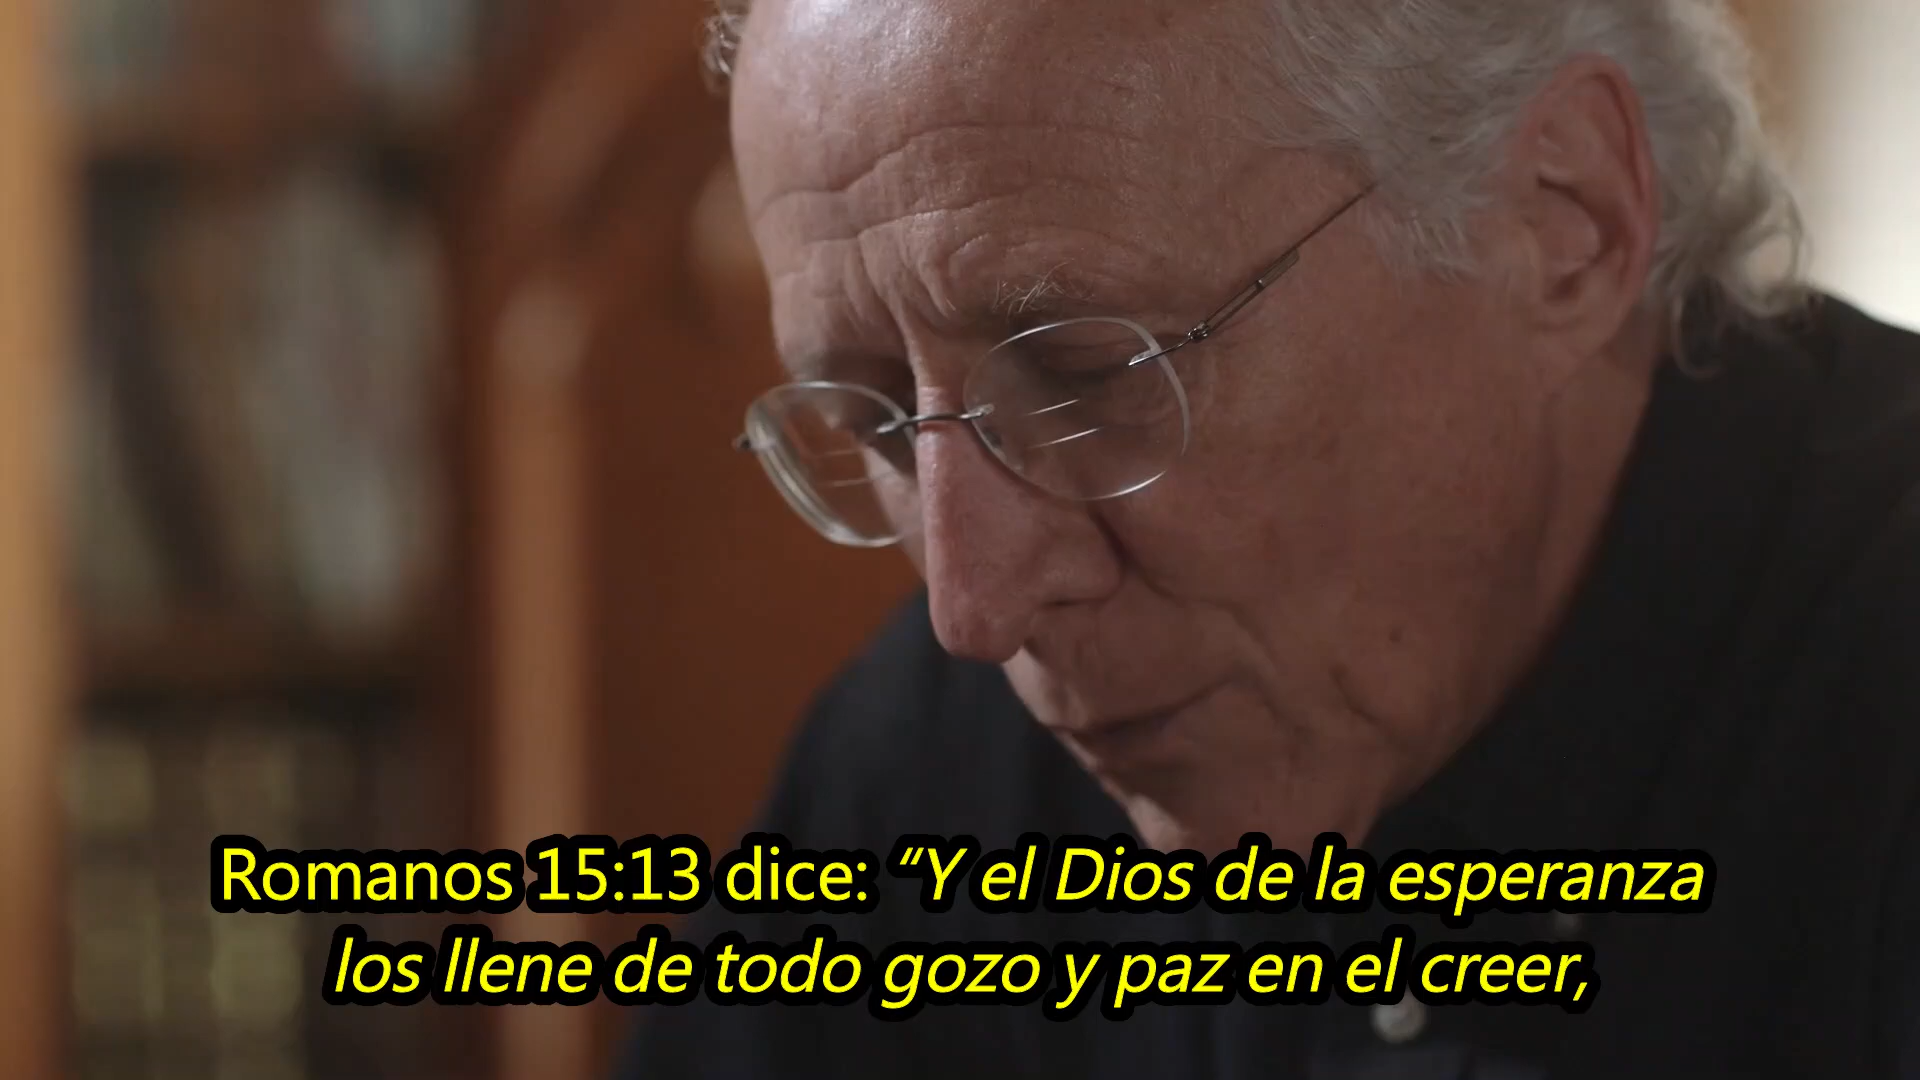 Romanos 15:13 dice: “Y el Dios de la esperanza
los llene de todo gozo y paz en el creer,